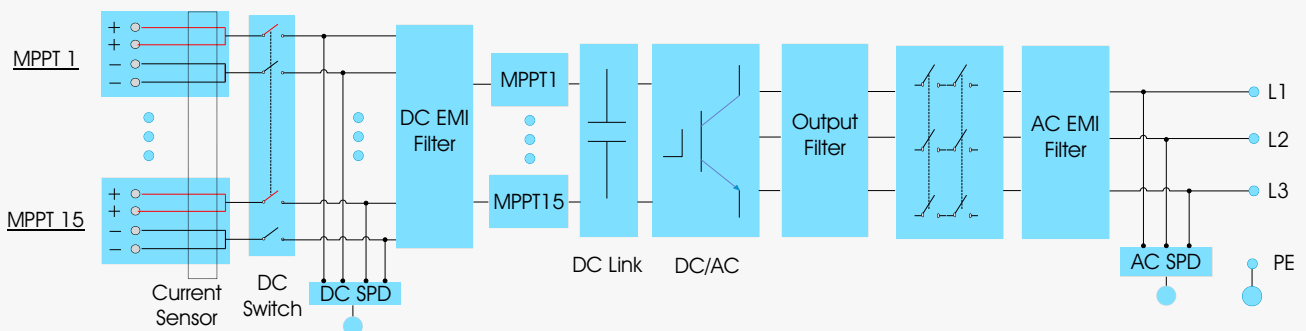 MPPT 1
+
+
−
−
MPPT 15
+
+
−
−
Current
Sensor
DC
Switch
DC SPD
DC EMI
Filter
MPPT1
MPPT15
DC Link
DC/AC
Output
Filter
AC EMI
Filter
L1
L2
L3
AC SPD
PE